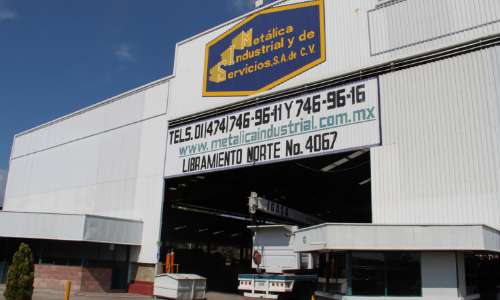 Metálica
Industrial y de
Servicios, S.A. de C.V.
TELS. 01(474)746-96-11 Y 746-96-16
www.metalicaindustrial.com.mx
LIBRAMIENTO NORTE No. 4067